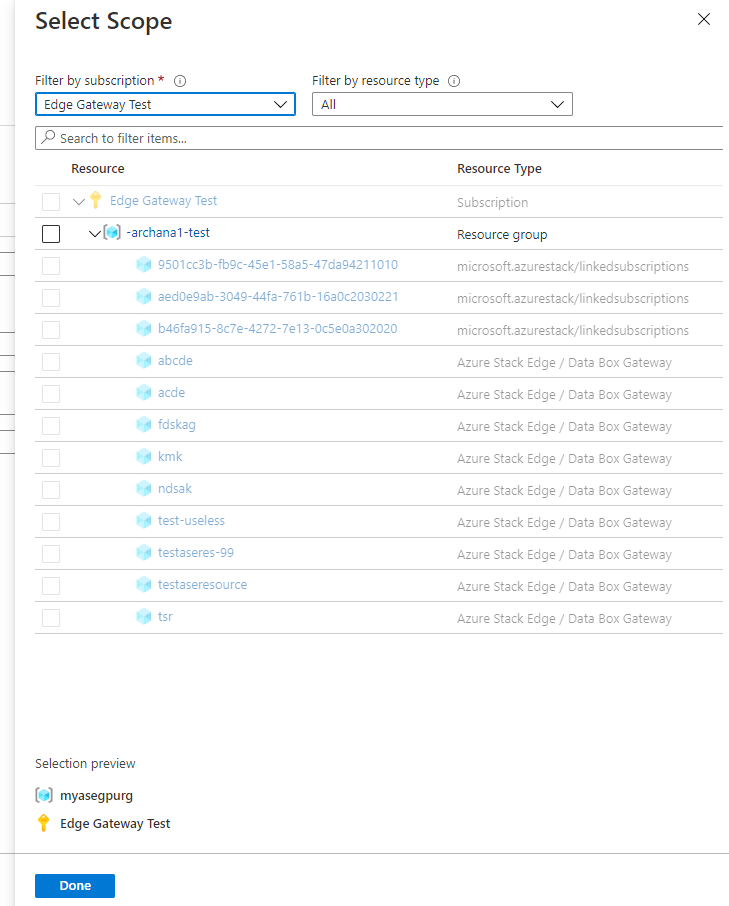 Select Scope
Filter by subscription * Filter by resource type
Edge Gateway Test All
Search to filter items...
Resource Resource Type
Edge Gateway Test Subscription
-archana1-test Resource group
9501cc3b-fb9c-45e1-58a5-47da94211010 microsoft.azurestack/linkedsubscriptions
aed0e9ab-3049-44fa-761b-16a0c2030221 microsoft.azurestack/linkedsubscriptions
b46fa915-8c7e-4272-7e13-0c5e0a302020 microsoft.azurestack/linkedsubscriptions
abcde Azure Stack Edge / Data Box Gateway
acde Azure Stack Edge / Data Box Gateway
fdskag Azure Stack Edge / Data Box Gateway
kmk Azure Stack Edge / Data Box Gateway
ndsak Azure Stack Edge / Data Box Gateway
test-useless Azure Stack Edge / Data Box Gateway
testaseres-99 Azure Stack Edge / Data Box Gateway
testaseresource Azure Stack Edge / Data Box Gateway
tsr Azure Stack Edge / Data Box Gateway
Selection preview
myasegpurg
Edge Gateway Test
Done